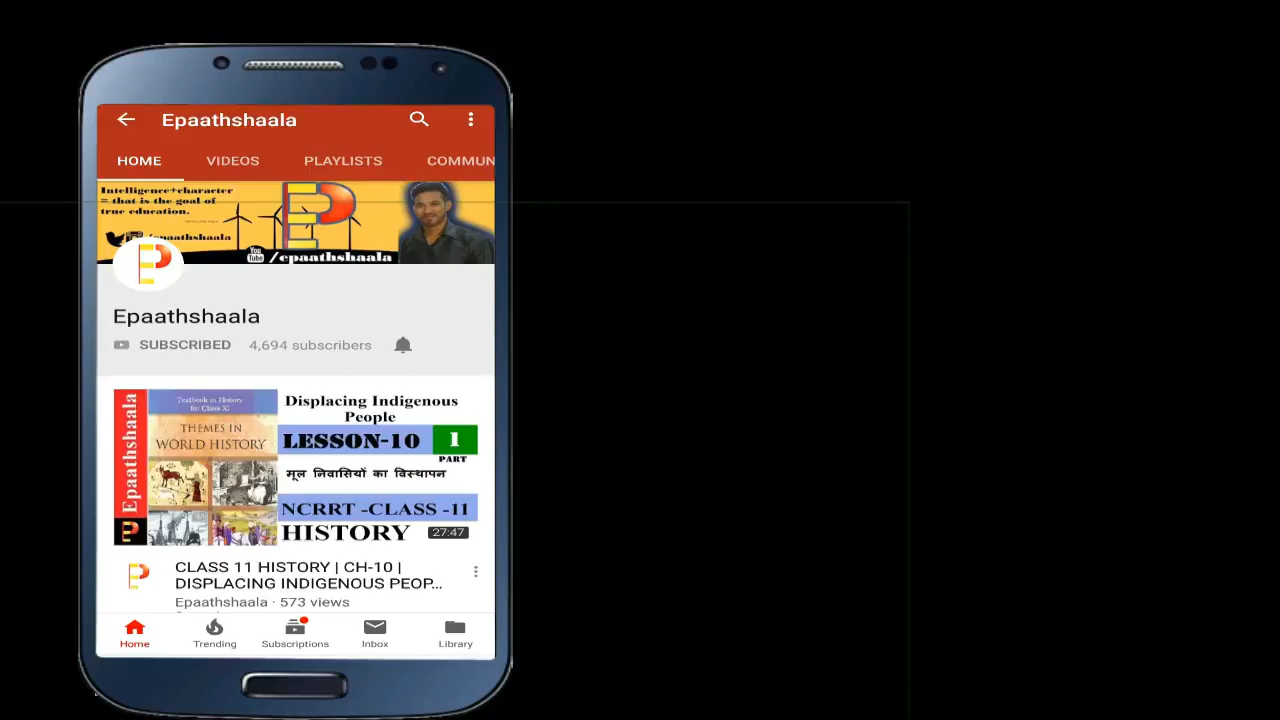 Epaathshaala
HOME VIDEOS PLAYLISTS COMMUN
Intelligence+character
= that is the goal of
true education.
/epaathshaala
You
Tube /epaathshaala
Epaathshaala
SUBSCRIBED 4,694 subscribers
Epaathshaala
Textbook in History
for Class XI
THEMES IN
WORLD HISTORY
Displacing Indigenous
People
LESSON-10 1
PART
मूल निवासियों का विस्थापन
NCRRT -CLASS -11
HISTORY 27:47
CLASS 11 HISTORY | CH-10 |
DISPLACING INDIGENOUS PEOP...
Epaathshaala · 573 views
Home Trending Subscriptions Inbox Library